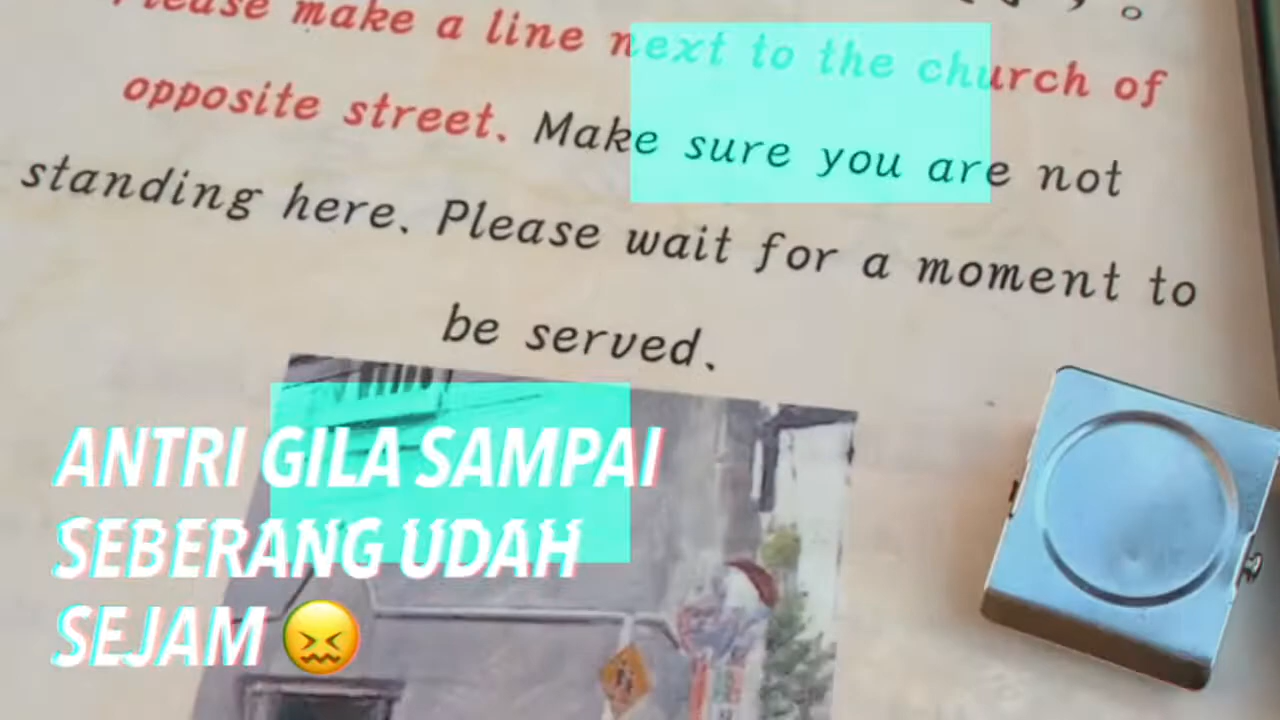 Please make a line next to the church of
opposite street. Make sure you are not
standing here. Please wait for a moment to
be served.
ANTRI GILA SAMPAI
SEBERANG UDAH
SEJAM 😖